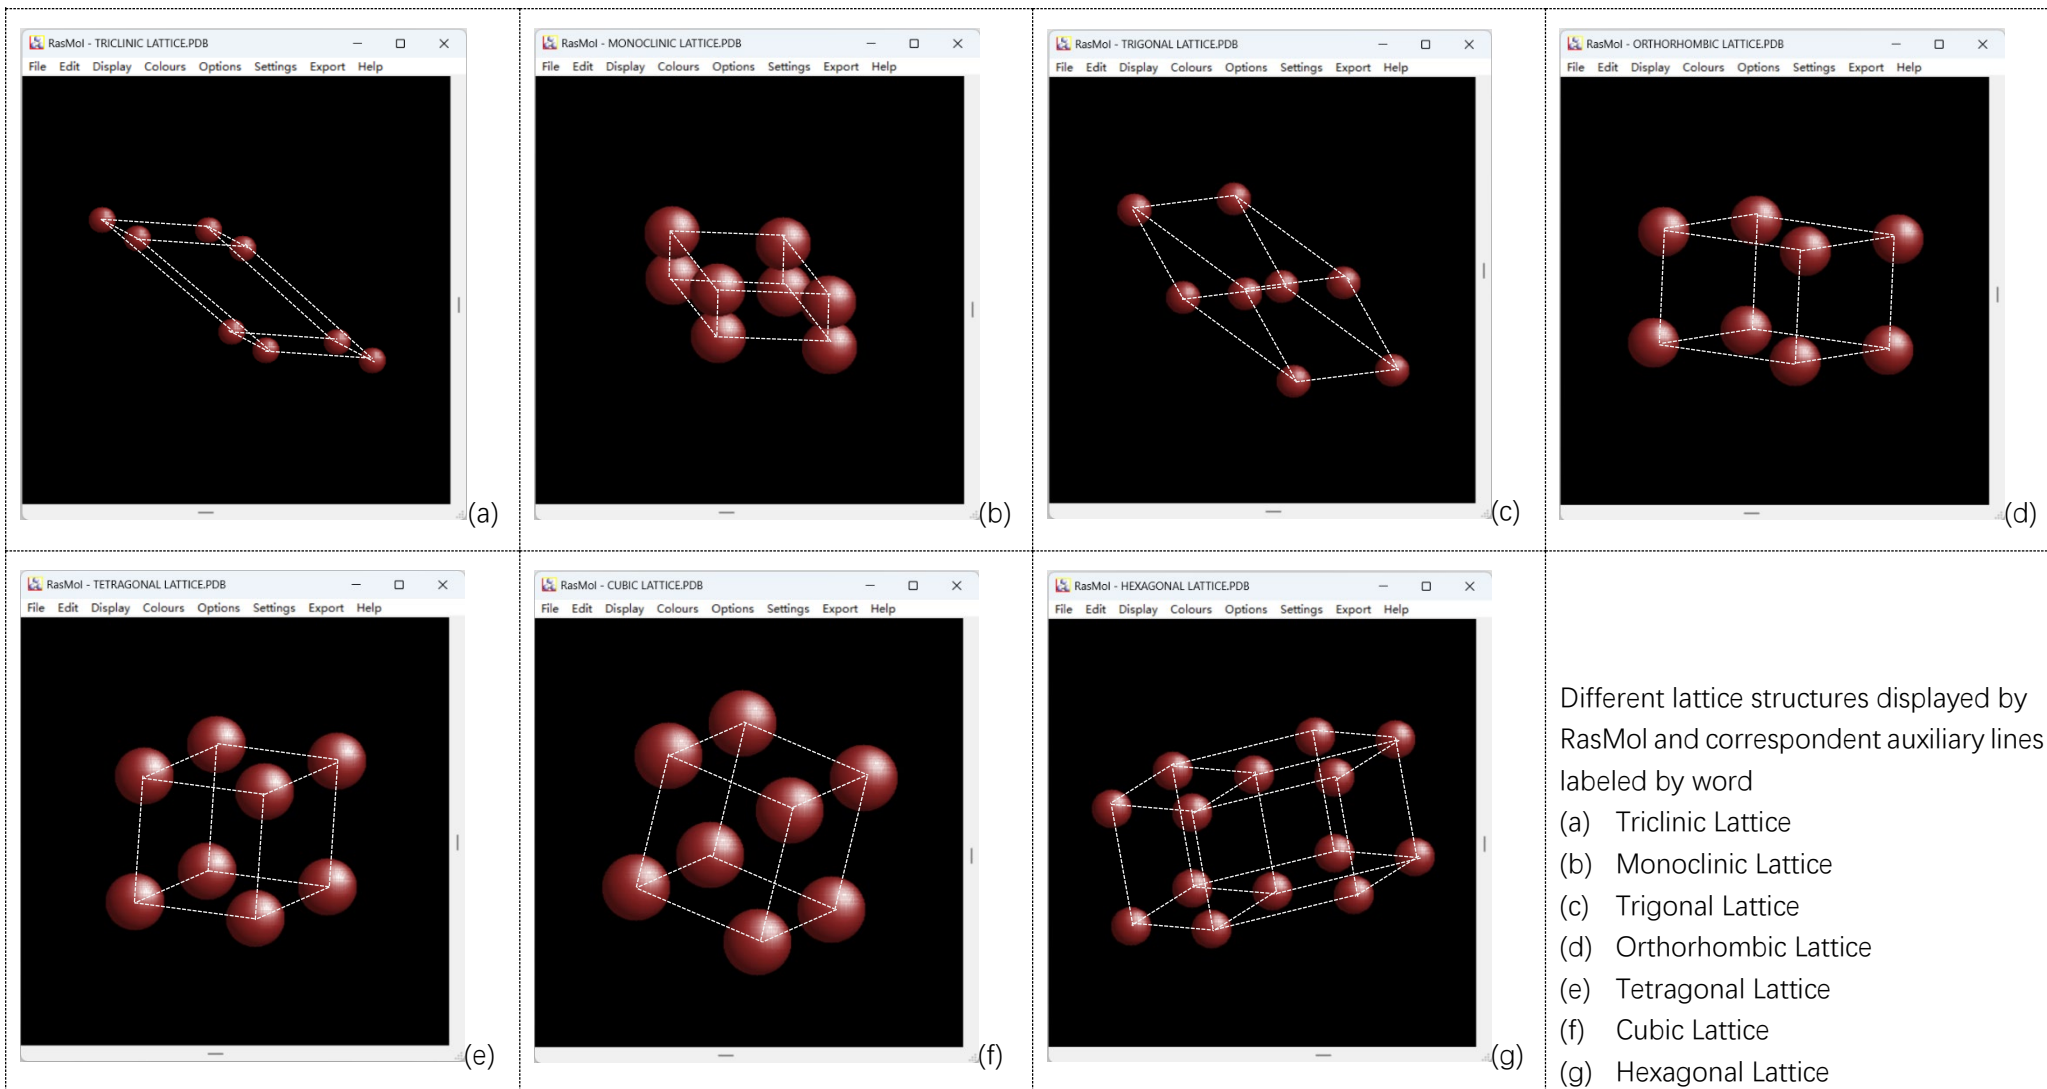 RasMol - TRICLINIC LATTICE.PDB
File Edit Display Colours Options Settings Export Help
(a)
RasMol - MONOCLINIC LATTICE.PDB
File Edit Display Colours Options Settings Export Help
(b)
RasMol - TRIGONAL LATTICE.PDB
File Edit Display Colours Options Settings Export Help
(c)
RasMol - ORTHORHOMBIC LATTICE.PDB
File Edit Display Colours Options Settings Export Help
(d)
RasMol - TETRAGONAL LATTICE.PDB
File Edit Display Colours Options Settings Export Help
(e)
RasMol - CUBIC LATTICE.PDB
File Edit Display Colours Options Settings Export Help
(f)
RasMol - HEXAGONAL LATTICE.PDB
File Edit Display Colours Options Settings Export Help
(g)
Different lattice structures displayed by
RasMol and correspondent auxiliary lines
labeled by word
(a) Triclinic Lattice
(b) Monoclinic Lattice
(c) Trigonal Lattice
(d) Orthorhombic Lattice
(e) Tetragonal Lattice
(f) Cubic Lattice
(g) Hexagonal Lattice